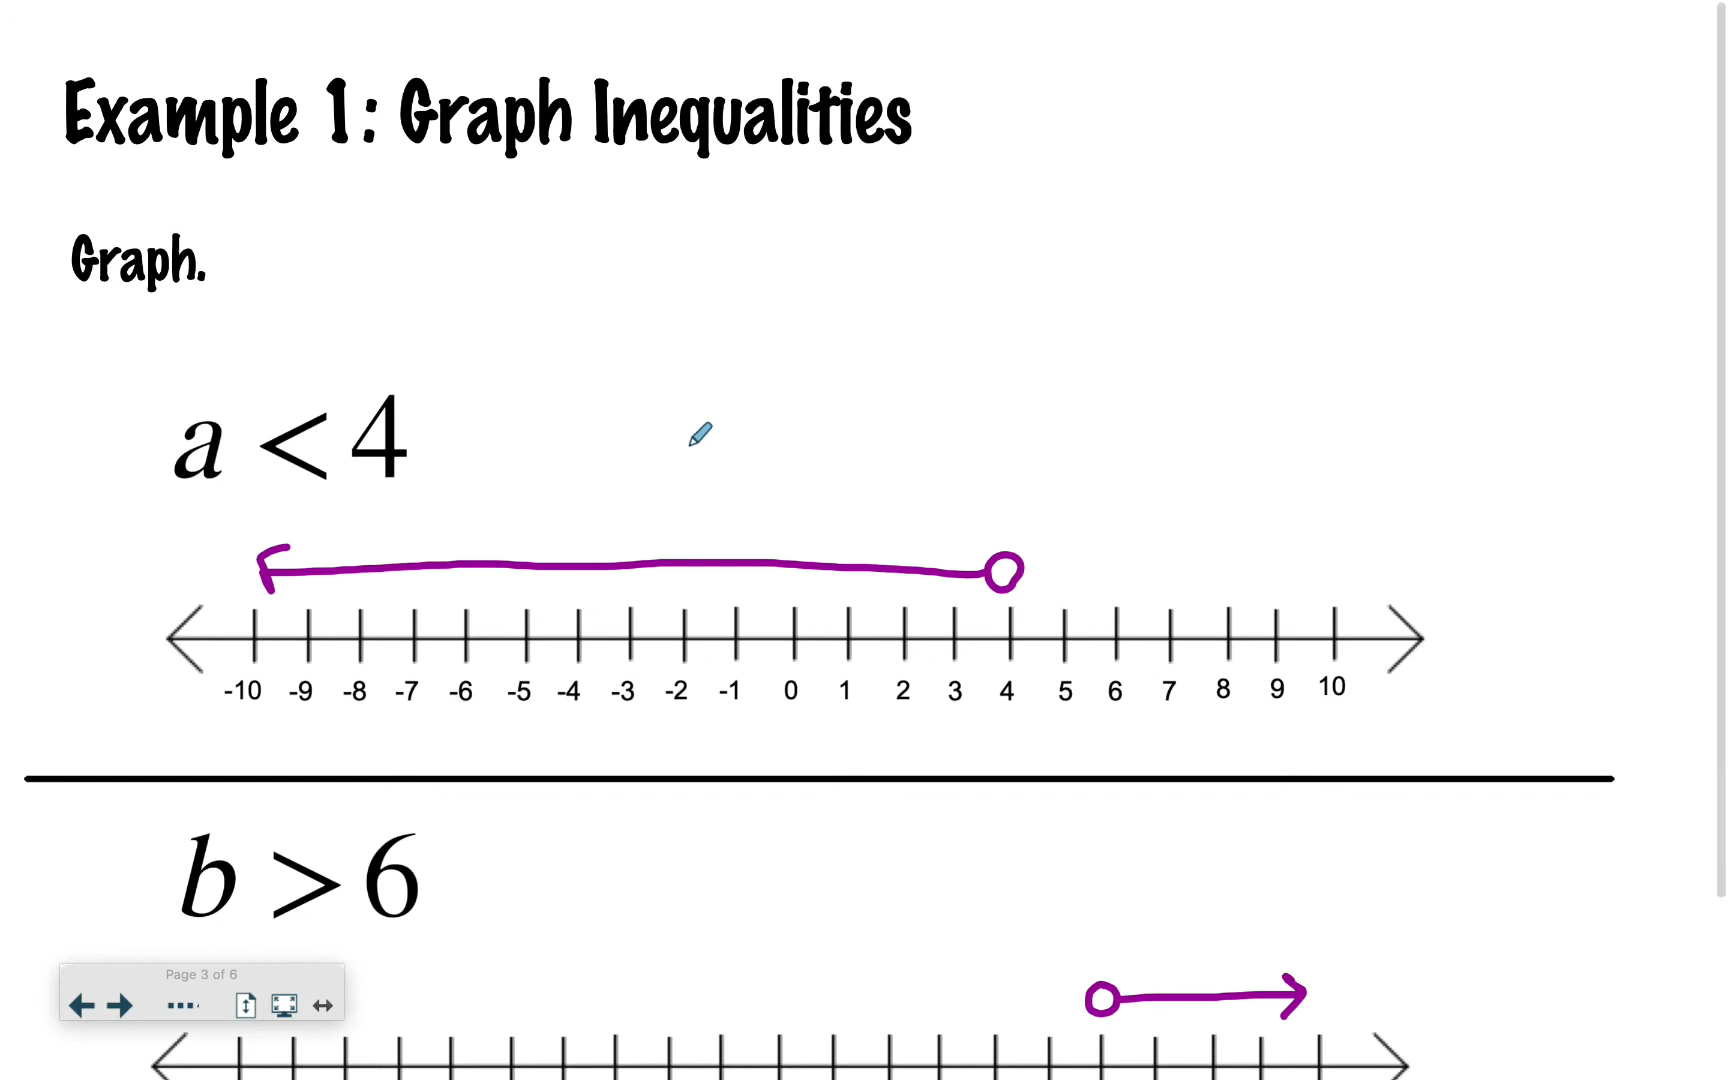 Example 1: Graph Inequalities
Graph.
a < 4
-10 -9 -8 -7 -6 -5 -4 -3 -2 -1 0 1 2 3 4 5 6 7 8 9 10
b > 6
Page 3 of 6